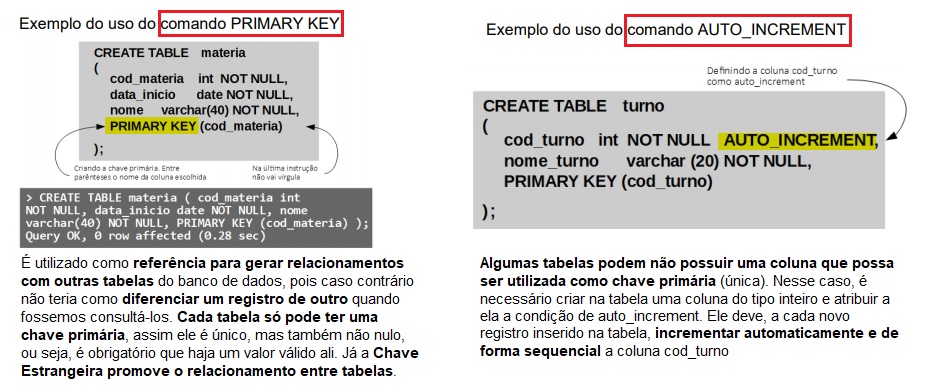 Exemplo do uso do comando PRIMARY KEY
CREATE TABLE materia
(
cod_materia int NOT NULL,
data_inicio date NOT NULL,
nome varchar(40) NOT NULL,
PRIMARY KEY (cod_materia)
);
Criando a chave primária. Entre
parênteses o nome da coluna escolhida
Na última instrução
não vai vírgula
> CREATE TABLE materia ( cod_materia int
NOT NULL, data_inicio date NOT NULL, nome
varchar(40) NOT NULL, PRIMARY KEY (cod_materia) );
Query OK, 0 row affected (0.28 sec)
É utilizado como referência para gerar relacionamentos
com outras tabelas do banco de dados, pois caso contrário
não teria como diferenciar um registro de outro quando
fossemos consultá-los. Cada tabela só pode ter uma
chave primária, assim ele é único, mas também não nulo,
ou seja, é obrigatório que haja um valor válido ali. Já a Chave
Estrangeira promove o relacionamento entre tabelas.
Exemplo do uso do comando AUTO_INCREMENT
Definindo a coluna cod_turno
como auto_increment
CREATE TABLE turno
(
cod_turno int NOT NULL AUTO_INCREMENT,
nome_turno varchar (20) NOT NULL,
PRIMARY KEY (cod_turno)
);
Algumas tabelas podem não possuir uma coluna que possa
ser utilizada como chave primária (única). Nesse caso, é
necessário criar na tabela uma coluna do tipo inteiro e atribuir a
ela a condição de auto_increment. Ele deve, a cada novo
registro inserido na tabela, incrementar automaticamente e de
forma sequencial a coluna cod_turno